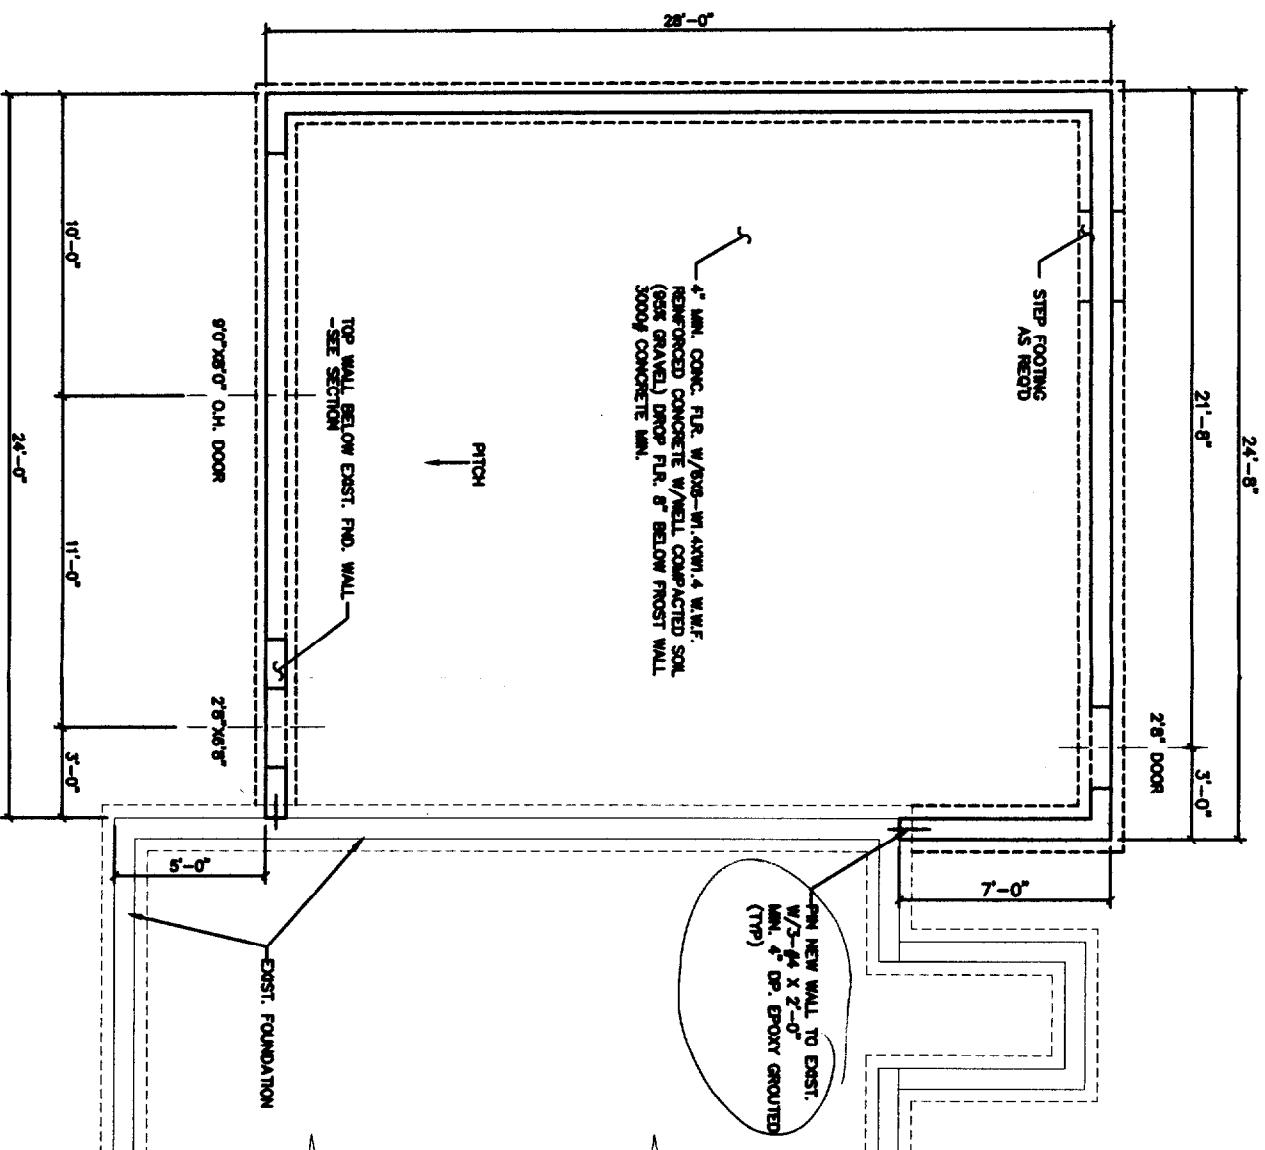 28'-0"
24'-8"
21'-8"
3'-0"
2'8" DOOR
STEP FOOTING
AS REQ'D
7'-0"
4" MIN. CONC. FLR. W/6X6-W1.4XW1.4 W.W.F.
REINFORCED CONCRETE W/WELL COMPACTED SOIL
(95% GRAVEL) DROP FLR. 8" BELOW FROST WALL
3000# CONCRETE MIN.
PIN NEW WALL TO EXIST.
W/3-#4 X 2'-0"
MIN. 4" DP. EPOXY GROUTED
(TYP)
PITCH
TOP WALL BELOW EXIST. FND. WALL
-SEE SECTION
EXIST. FOUNDATION
9'0"X8'0" O.H. DOOR
2'8"X6'8"
5'-0"
10'-0"
11'-0"
3'-0"
24'-0"